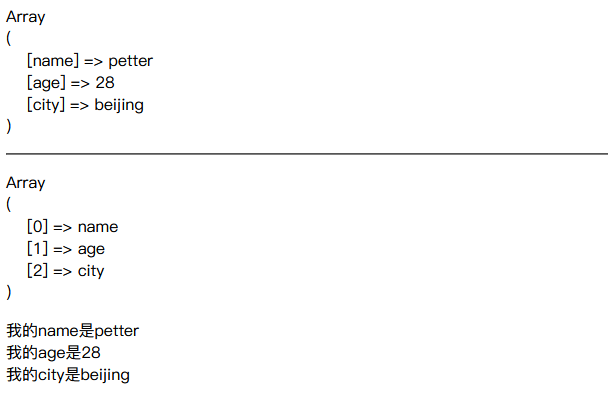 Array
(
[name] => petter
[age] => 28
[city] => beijing
)
Array
(
[0] => name
[1] => age
[2] => city
)
我的name是petter
我的age是28
我的city是beijing